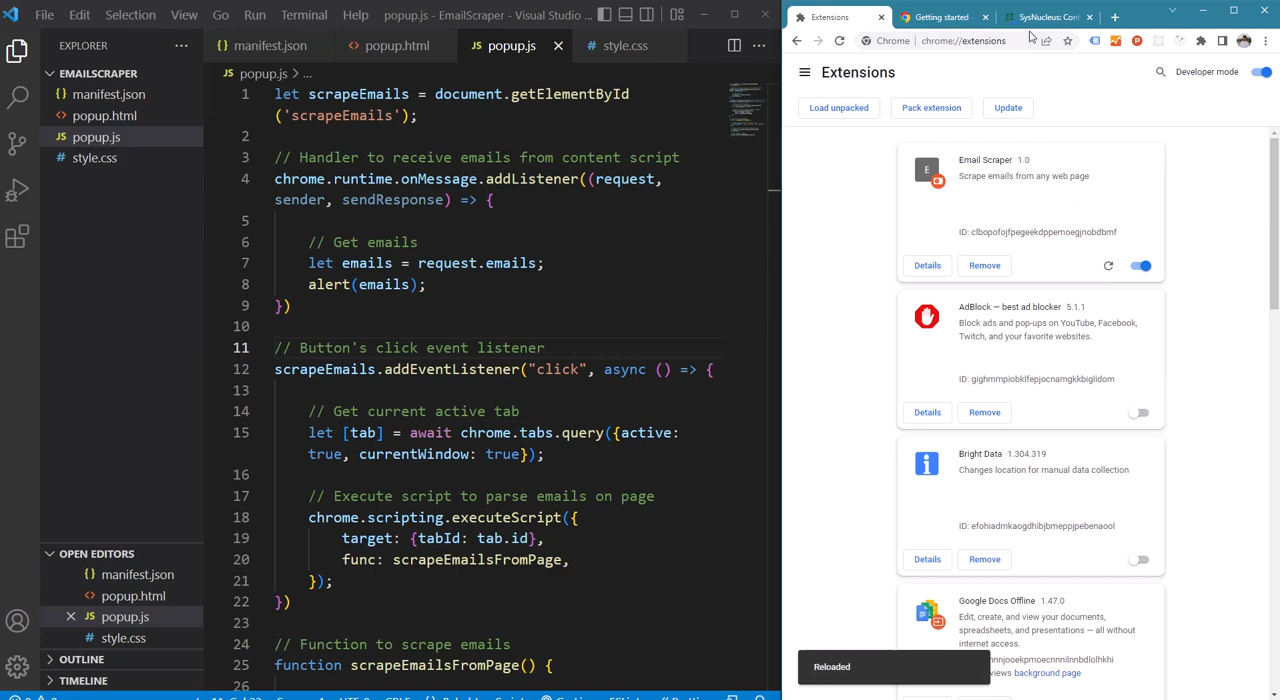 File Edit Selection View Go Run Terminal Help popup.js - EmailScraper - Visual Studio ...
EXPLORER
EMAILSCRAPER
{} manifest.json
<> popup.html
JS popup.js
# style.css
OPEN EDITORS
{} manifest.json
<> popup.html
JS popup.js
# style.css
OUTLINE
TIMELINE
{} manifest.json <> popup.html JS popup.js # style.css
JS popup.js > ...
1 let scrapeEmails = document.getElementById
('scrapeEmails');
2
3 // Handler to receive emails from content script
4 chrome.runtime.onMessage.addListener((request,
sender, sendResponse) => {
5
6 // Get emails
7 let emails = request.emails;
8 alert(emails);
9 })
10
11 // Button's click event listener
12 scrapeEmails.addEventListener("click", async () => {
13
14 // Get current active tab
15 let [tab] = await chrome.tabs.query({active:
true, currentWindow: true});
16
17 // Execute script to parse emails on page
18 chrome.scripting.executeScript({
19 target: {tabId: tab.id},
20 func: scrapeEmailsFromPage,
21 });
22 })
23
24 // Function to scrape emails
25 function scrapeEmailsFromPage() {
26
Extensions
Getting started -
SysNucleus: Con
Chrome | chrome://extensions
Extensions
Developer mode
Load unpacked
Pack extension
Update
E
Email Scraper 1.0
Scrape emails from any web page
ID: clbopofojfpegeekdppemoegjnobdbmf
Details Remove
AdBlock — best ad blocker 5.1.1
Block ads and pop-ups on YouTube, Facebook,
Twitch, and your favorite websites.
ID: gighmmpiobklfepjocnamgkkbiglidom
Details Remove
Bright Data 1.304.319
Changes location for manual data collection
ID: efohiadmkaogdhibjbmeppjpebenaool
Details Remove
Google Docs Offline 1.47.0
Edit, create, and view your documents,
spreadsheets, and presentations — all without
internet access.
nnnjookpmoecnnnilnnbdlolhkhi
views background page
Reloaded